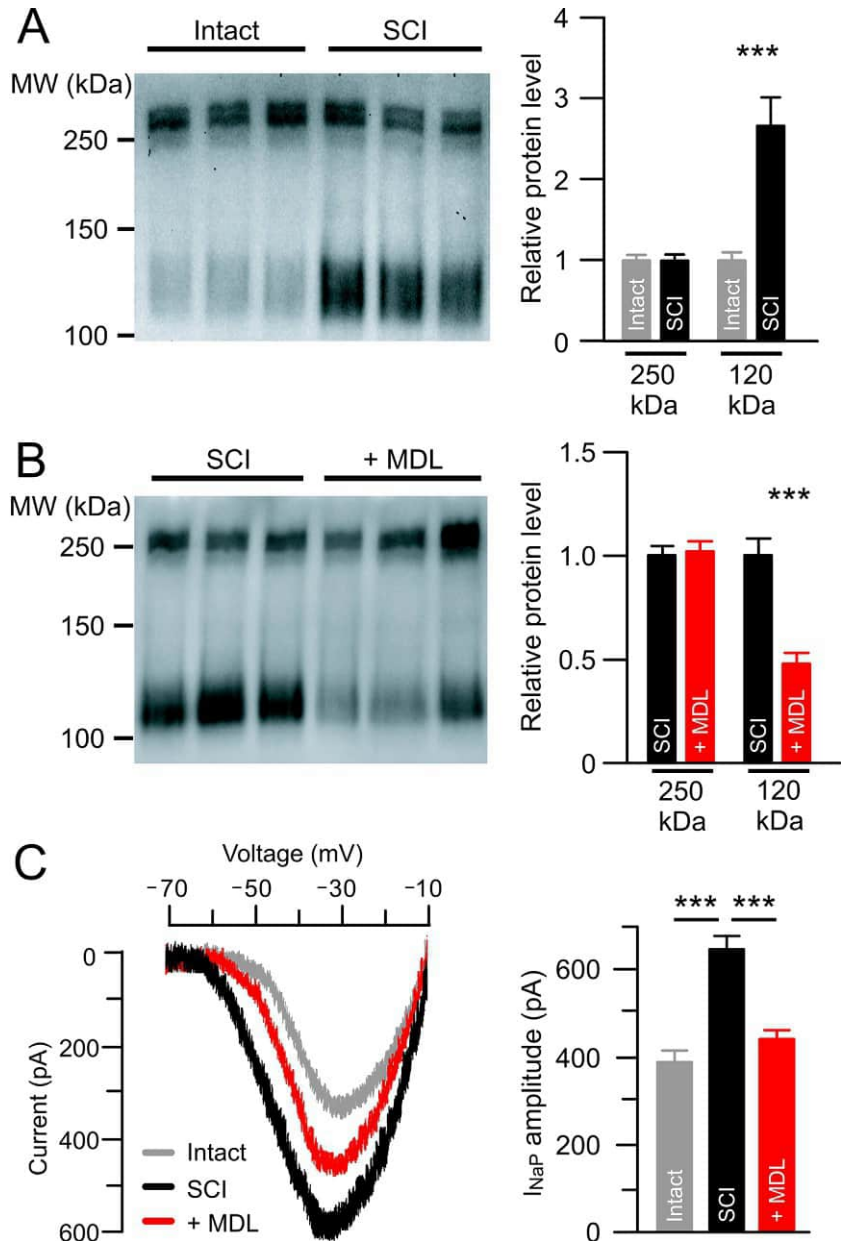 A
Intact SCI
MW (kDa)
250
150
100
Relative protein level
4
3
2
1
0
***
Intact
SCI
Intact
SCI
250 kDa
120 kDa
B
SCI + MDL
MW (kDa)
250
150
100
Relative protein level
1.5
1.0
0.5
0
***
SCI
+ MDL
SCI
+ MDL
250 kDa
120 kDa
C
Voltage (mV)
−70 −50 −30 −10
Current (pA)
0
200
400
600
Intact
SCI
+ MDL
INaP amplitude (pA)
600
400
200
0
*** ***
Intact
SCI
+ MDL